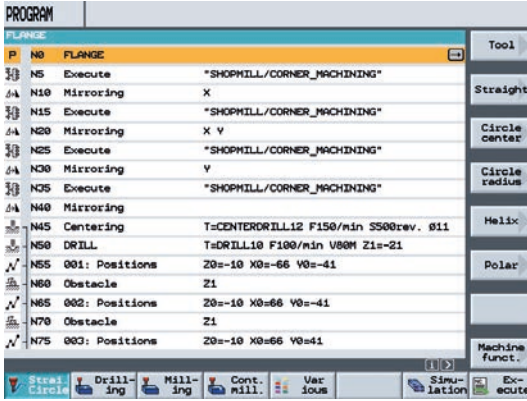 PROGRAM
FLANGE
P N0 FLANGE
N5 Execute "SHOPMILL/CORNER_MACHINING"
N10 Mirroring X
N15 Execute "SHOPMILL/CORNER_MACHINING"
N20 Mirroring X Y
N25 Execute "SHOPMILL/CORNER_MACHINING"
N30 Mirroring Y
N35 Execute "SHOPMILL/CORNER_MACHINING"
N40 Mirroring
N45 Centering T=CENTERDRILL12 F150/min S500rev. Ø11
N50 DRILL T=DRILL10 F100/min V80M Z1=-21
N55 001: Positions Z0=-10 X0=-66 Y0=-41
N60 Obstacle Z1
N65 002: Positions Z0=-10 X0=66 Y0=-41
N70 Obstacle Z1
N75 003: Positions Z0=-10 X0=66 Y0=41
Tool
Straight
Circle
center
Circle
radius
Helix
Polar
Machine
funct.
Strai.
Circle
Drill-
ing
Mill-
ing
Cont.
mill.
Var
ious
Simu-
lation
Ex-
ecute